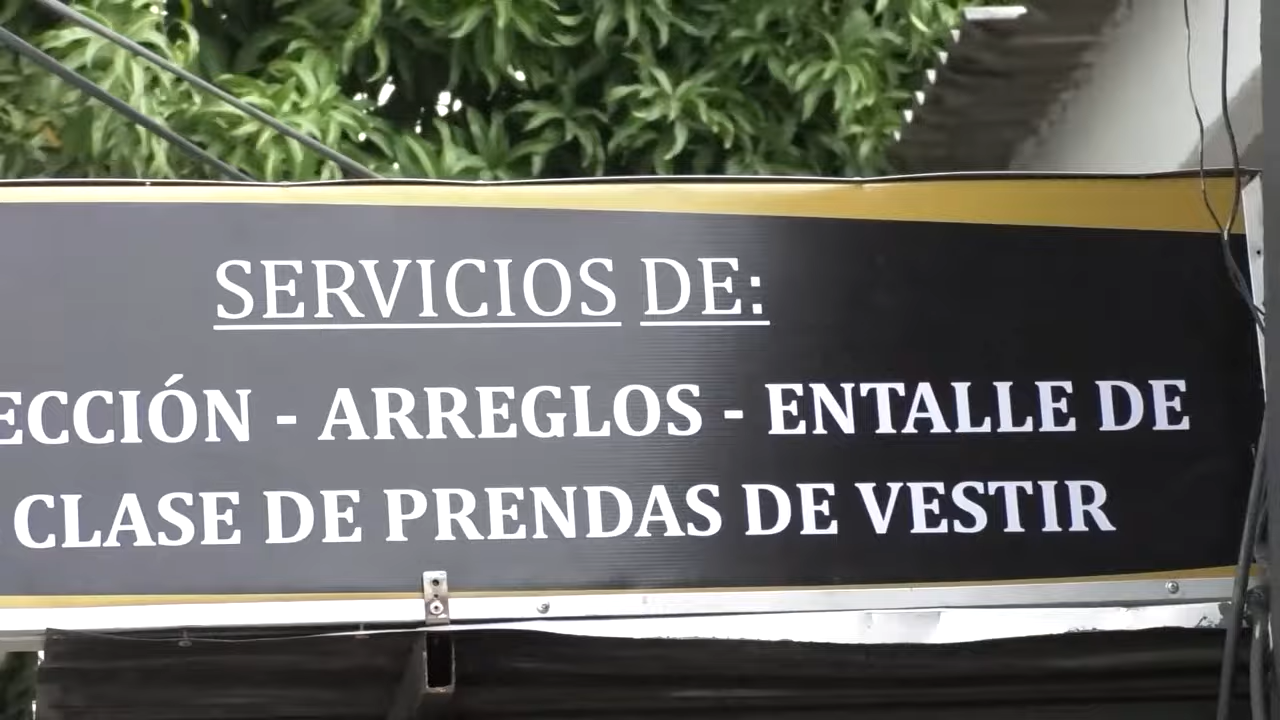 SERVICIOS DE:
ECCIÓN - ARREGLOS - ENTALLE DE
CLASE DE PRENDAS DE VESTIR